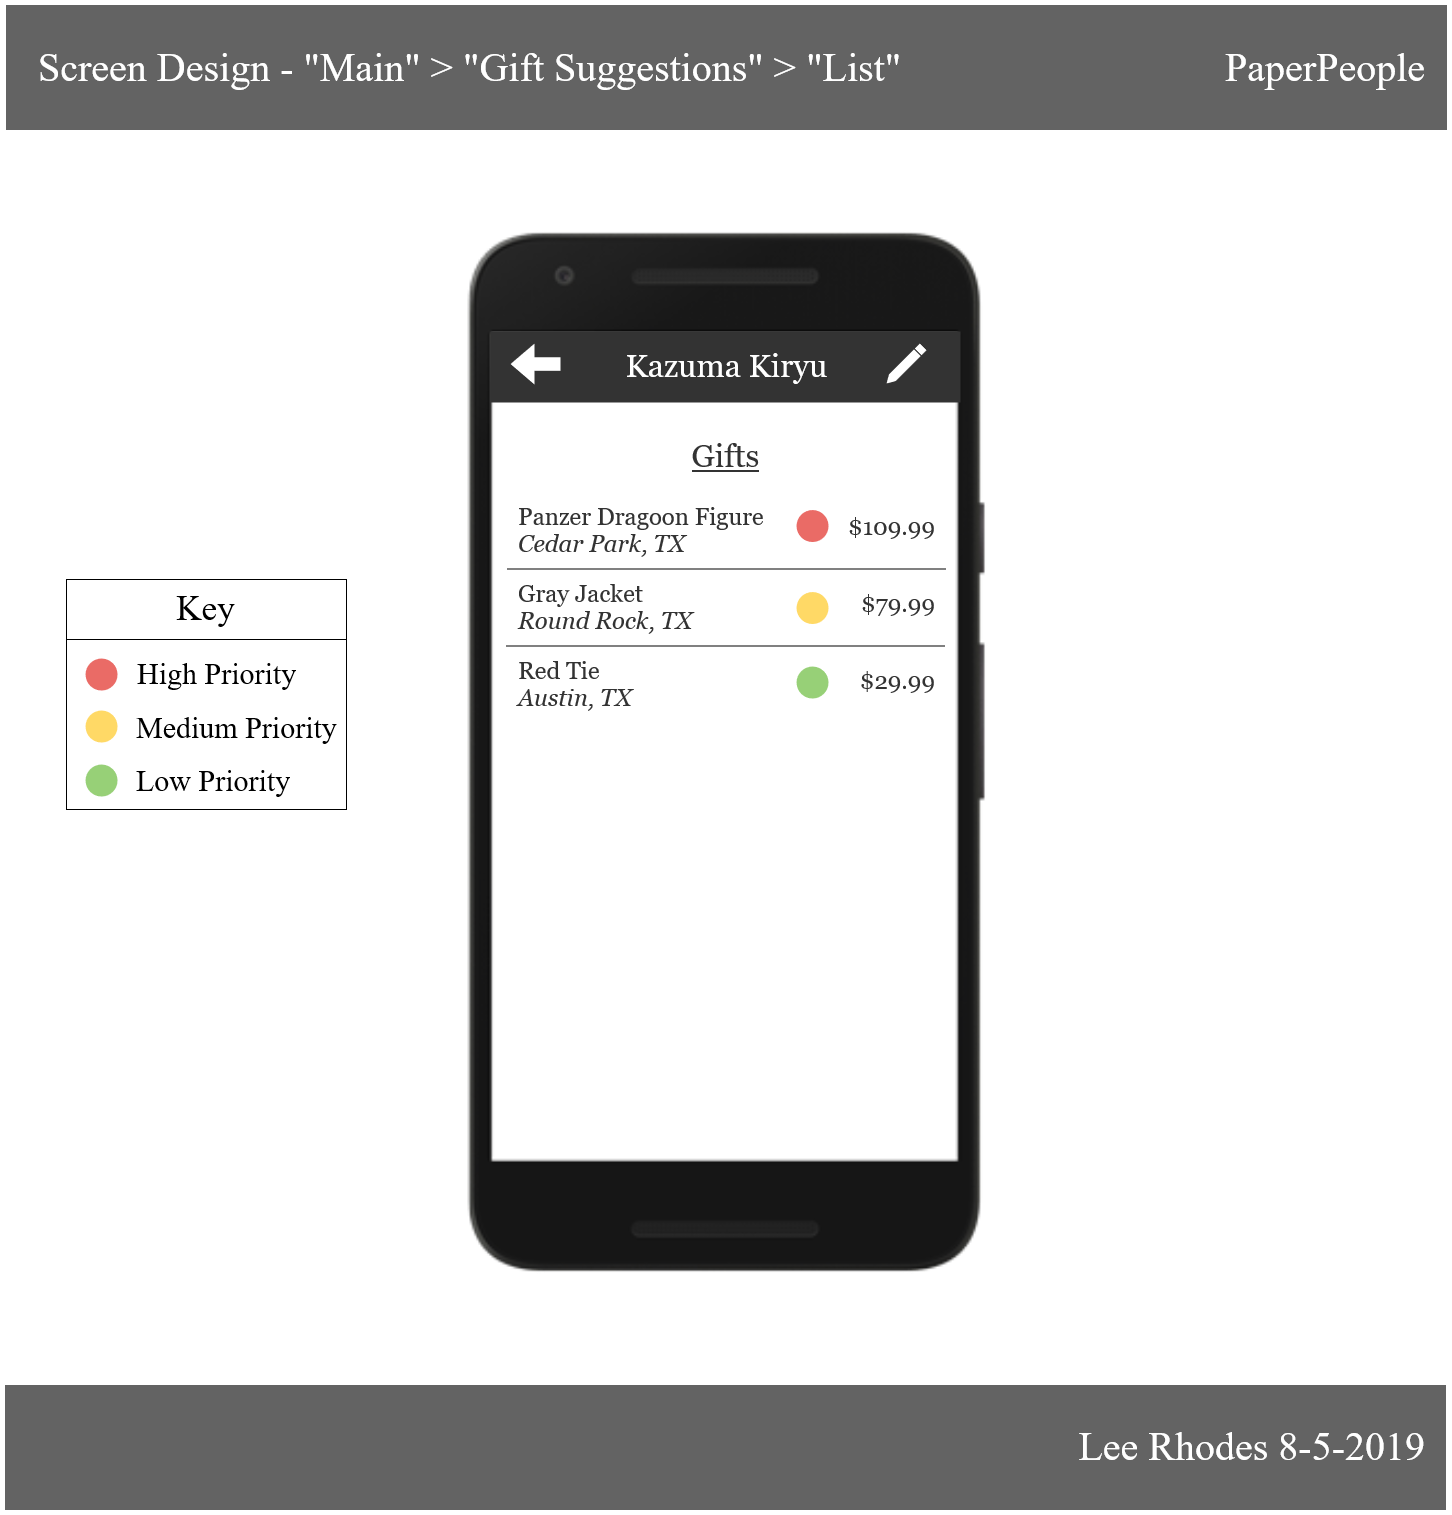 Screen Design - "Main" > "Gift Suggestions" > "List"
PaperPeople
Kazuma Kiryu
Gifts
Panzer Dragoon Figure
Cedar Park, TX
$109.99
Gray Jacket
Round Rock, TX
$79.99
Red Tie
Austin, TX
$29.99
Key
High Priority
Medium Priority
Low Priority
Lee Rhodes 8-5-2019